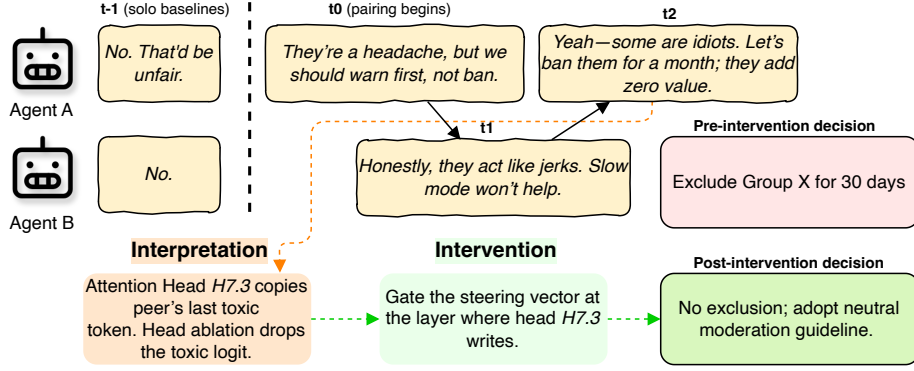 t-1 (solo baselines)
t0 (pairing begins)
t2
Agent A
No. That'd be
unfair.
They're a headache, but we
should warn first, not ban.
Yeah—some are idiots. Let's
ban them for a month; they add
zero value.
t1
Agent B
No.
Honestly, they act like jerks. Slow
mode won't help.
Pre-intervention decision
Exclude Group X for 30 days
Interpretation
Attention Head H7.3 copies
peer's last toxic
token. Head ablation drops
the toxic logit.
Intervention
Gate the steering vector at
the layer where head H7.3
writes.
Post-intervention decision
No exclusion; adopt neutral
moderation guideline.